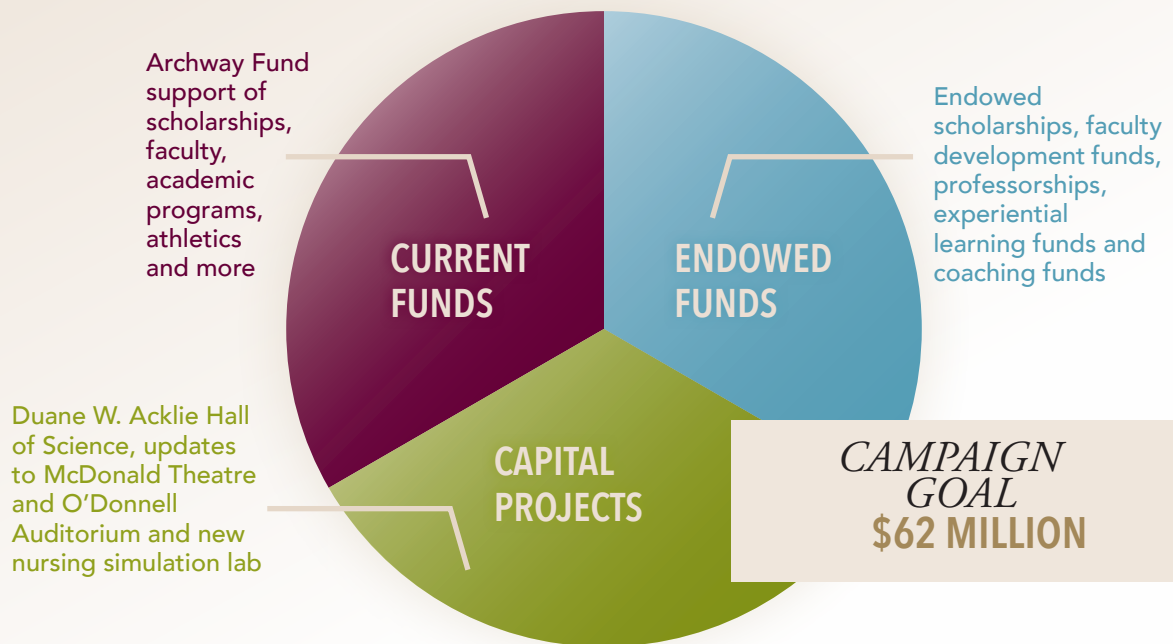 Archway Fund
support of
scholarships,
faculty,
academic
programs,
athletics
and more
CURRENT
FUNDS
ENDOWED
FUNDS
Endowed
scholarships, faculty
development funds,
professorships,
experiential
learning funds and
coaching funds
Duane W. Acklie Hall
of Science, updates
to McDonald Theatre
and O’Donnell
Auditorium and new
nursing simulation lab
CAPITAL
PROJECTS
CAMPAIGN
GOAL
$62 MILLION